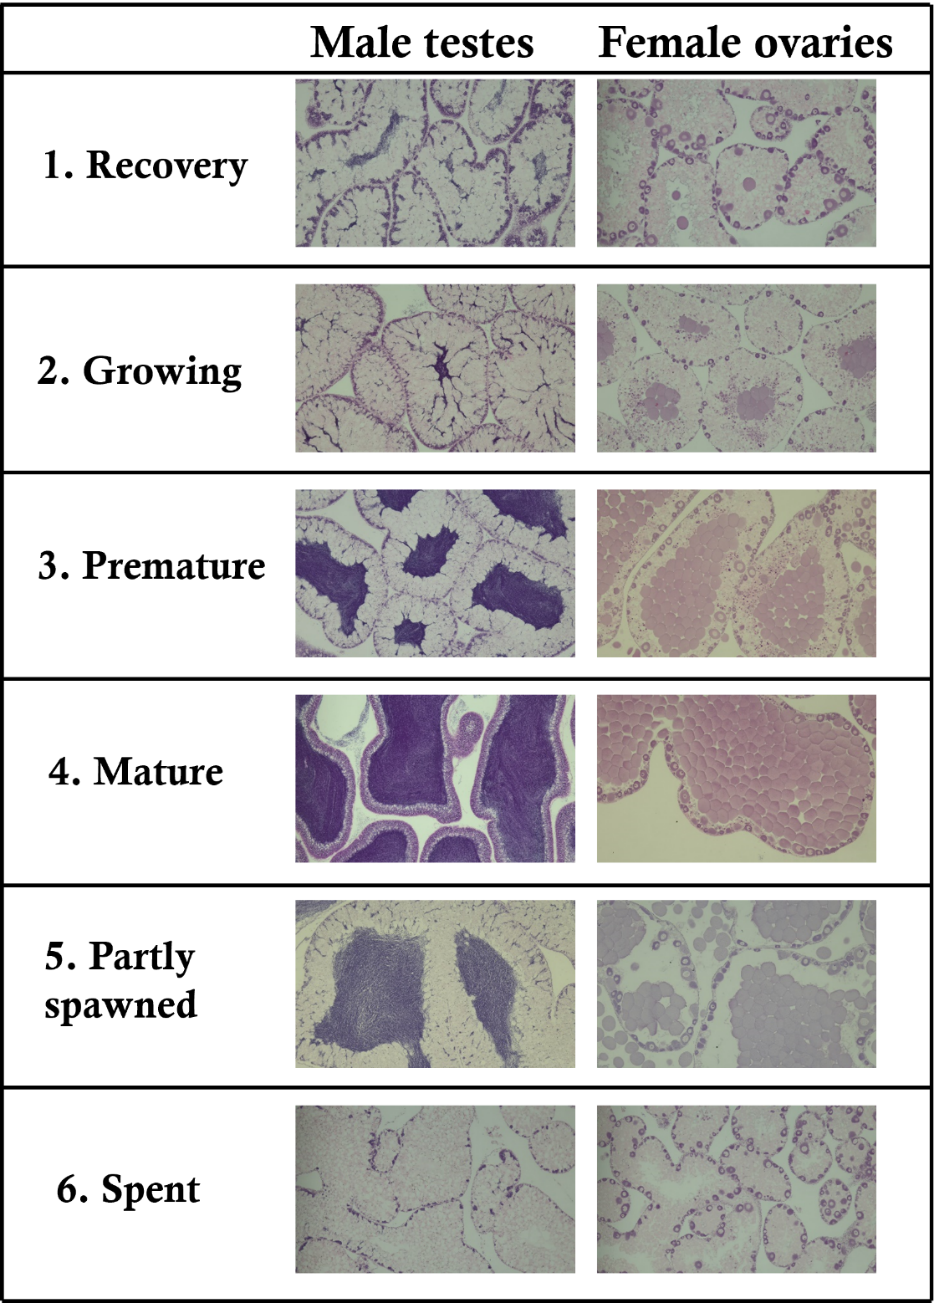 Male testes Female ovaries
1. Recovery
2. Growing
3. Premature
4. Mature
5. Partly
spawned
6. Spent